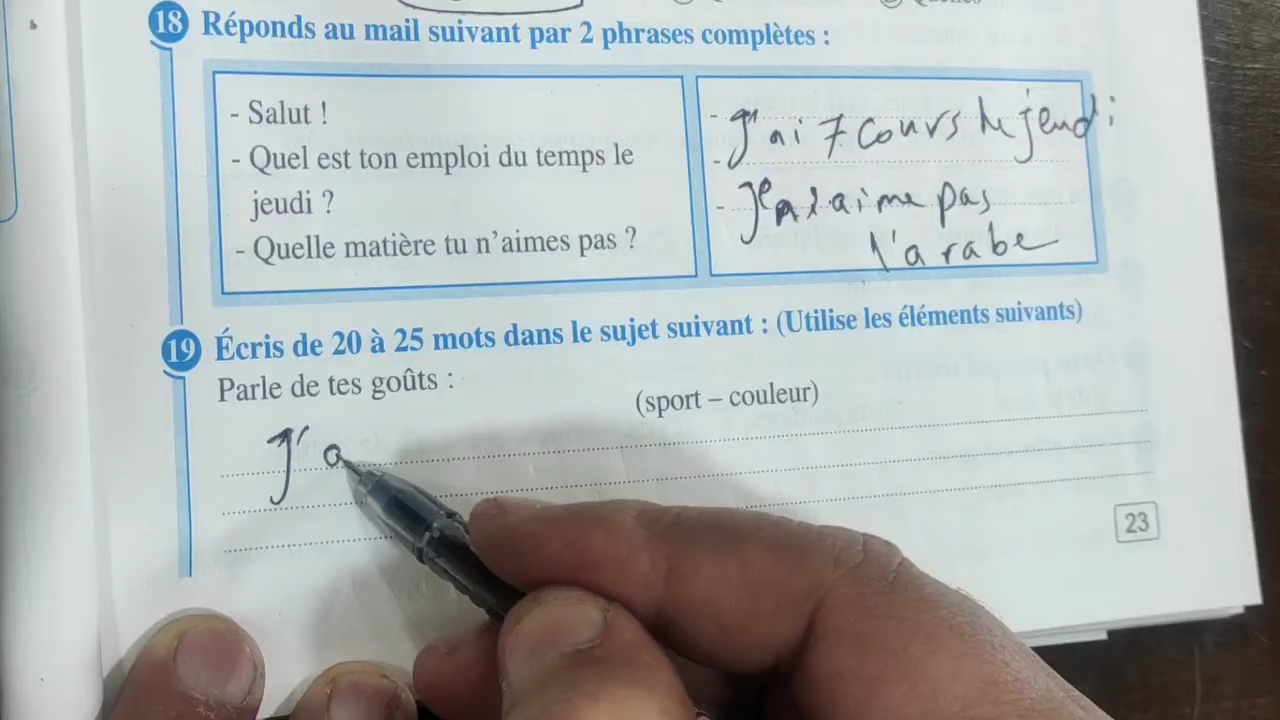 18 Réponds au mail suivant par 2 phrases complètes :
- Salut !
- Quel est ton emploi du temps le
jeudi ?
- Quelle matière tu n'aimes pas ?
- J'ai 7 cours le jeudi
-
- Je n'aime pas
l'arabe
19 Écris de 20 à 25 mots dans le sujet suivant : (Utilise les éléments suivants)
Parle de tes goûts :
(sport – couleur)
J'a
23